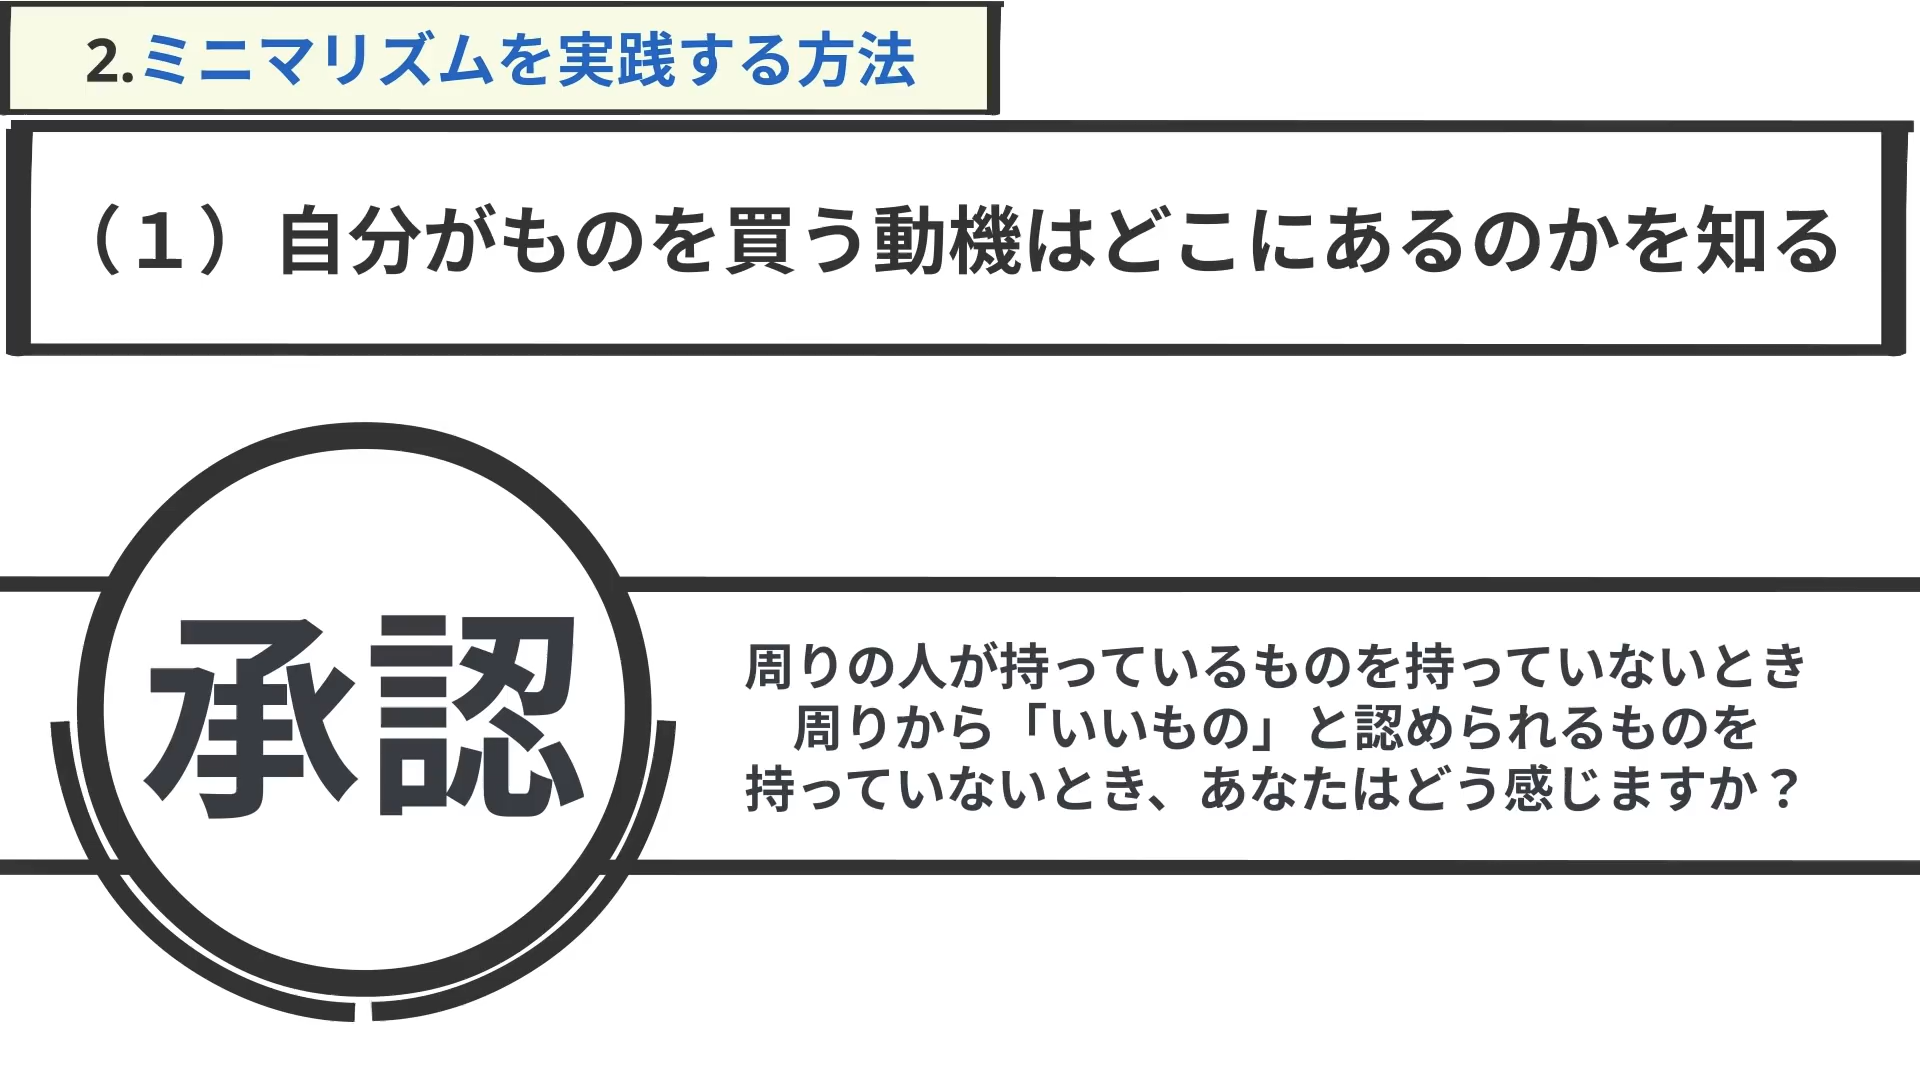 2.ミニマリズムを実践する方法
（１）自分がものを買う動機はどこにあるのかを知る
承認
周りの人が持っているものを持っていないとき
周りから「いいもの」と認められるものを
持っていないとき、あなたはどう感じますか？